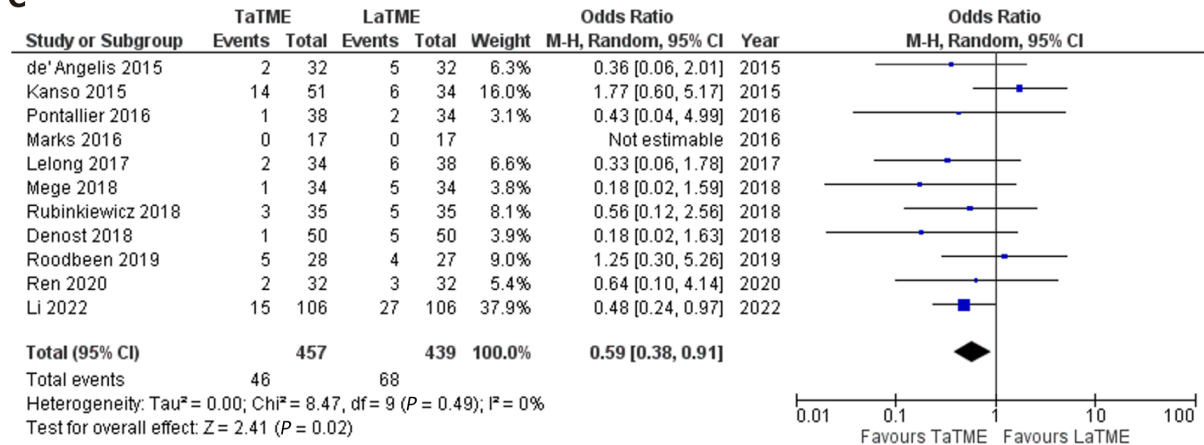 C
TaTME LaTME Odds Ratio Odds Ratio
Study or Subgroup Events Total Events Total Weight M-H, Random, 95% CI Year M-H, Random, 95% CI
de' Angelis 2015 2 32 5 32 6.3% 0.36 [0.06, 2.01] 2015
Kanso 2015 14 51 6 34 16.0% 1.77 [0.60, 5.17] 2015
Pontallier 2016 1 38 2 34 3.1% 0.43 [0.04, 4.99] 2016
Marks 2016 0 17 0 17 Not estimable 2016
Lelong 2017 2 34 6 38 6.6% 0.33 [0.06, 1.78] 2017
Mege 2018 1 34 5 34 3.8% 0.18 [0.02, 1.59] 2018
Rubinkiewicz 2018 3 35 5 35 8.1% 0.56 [0.12, 2.56] 2018
Denost 2018 1 50 5 50 3.9% 0.18 [0.02, 1.63] 2018
Roodbeen 2019 5 28 4 27 9.0% 1.25 [0.30, 5.26] 2019
Ren 2020 2 32 3 32 5.4% 0.64 [0.10, 4.14] 2020
Li 2022 15 106 27 106 37.9% 0.48 [0.24, 0.97] 2022
Total (95% CI) 457 439 100.0% 0.59 [0.38, 0.91]
Total events 46 68
Heterogeneity: Tau² = 0.00; Chi² = 8.47, df = 9 (P = 0.49); I² = 0%
Test for overall effect: Z = 2.41 (P = 0.02)
0.01 0.1 1 10 100
Favours TaTME Favours LaTME